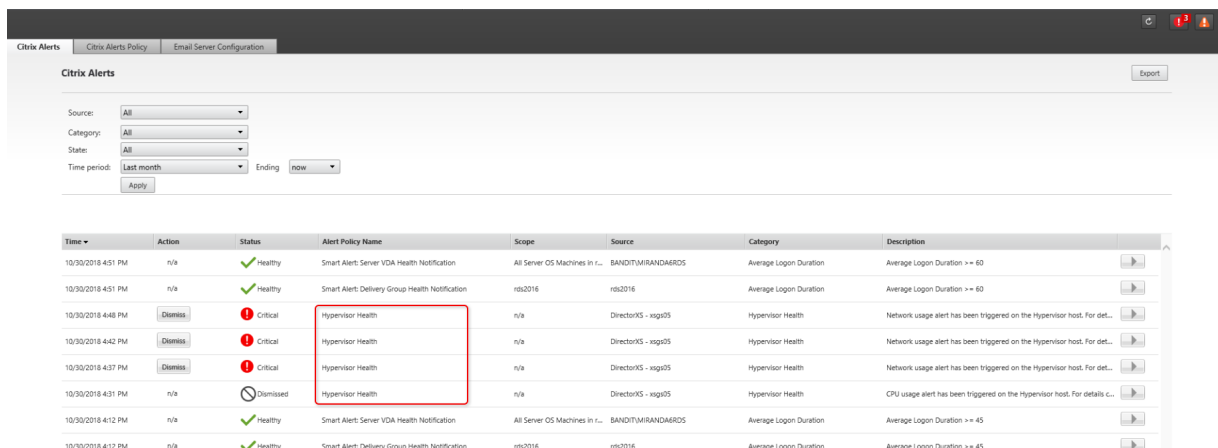 3
Citrix Alerts Citrix Alerts Policy Email Server Configuration
Citrix Alerts Export
Source: All
Category: All
State: All
Time period: Last month Ending now
Apply
Time Action Status Alert Policy Name Scope Source Category Description
10/30/2018 4:51 PM n/a Healthy Smart Alert: Server VDA Health Notification All Server OS Machines in r... BANDIT\MIRANDA6RDS Average Logon Duration Average Logon Duration >= 60
10/30/2018 4:51 PM n/a Healthy Smart Alert: Delivery Group Health Notification rds2016 rds2016 Average Logon Duration Average Logon Duration >= 60
10/30/2018 4:48 PM Dismiss Critical Hypervisor Health n/a DirectorXS - xsgs05 Hypervisor Health Network usage alert has been triggered on the Hypervisor host. For det...
10/30/2018 4:42 PM Dismiss Critical Hypervisor Health n/a DirectorXS - xsgs05 Hypervisor Health Network usage alert has been triggered on the Hypervisor host. For det...
10/30/2018 4:37 PM Dismiss Critical Hypervisor Health n/a DirectorXS - xsgs05 Hypervisor Health Network usage alert has been triggered on the Hypervisor host. For det...
10/30/2018 4:31 PM n/a Dismissed Hypervisor Health n/a DirectorXS - xsgs05 Hypervisor Health CPU usage alert has been triggered on the Hypervisor host. For details c...
10/30/2018 4:12 PM n/a Healthy Smart Alert: Server VDA Health Notification All Server OS Machines in r... BANDIT\MIRANDA6RDS Average Logon Duration Average Logon Duration >= 45
10/30/2018 4:12 PM n/a Healthy Smart Alert: Delivery Group Health Notification rds2016 rds2016 Average Logon Duration Average Logon Duration >= 45